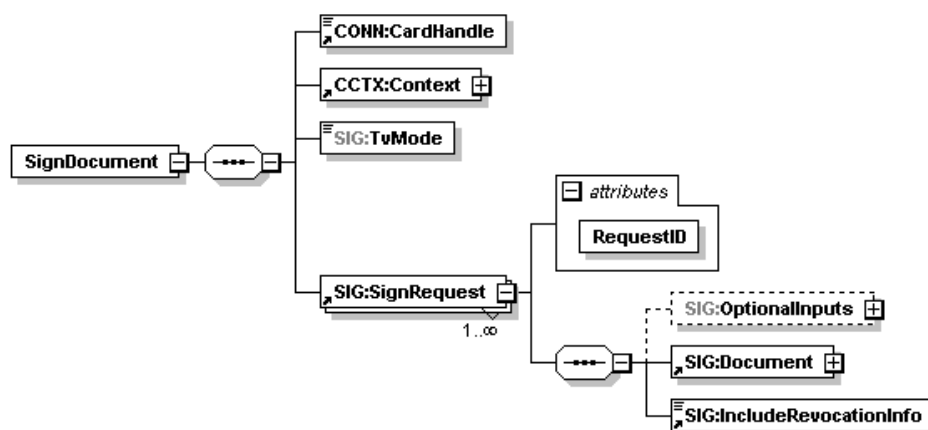 CONN:CardHandle
CCTX:Context
SIG:TvMode
SignDocument
attributes
RequestID
SIG:SignRequest
1..∞
SIG:OptionalInputs
SIG:Document
SIG:IncludeRevocationInfo